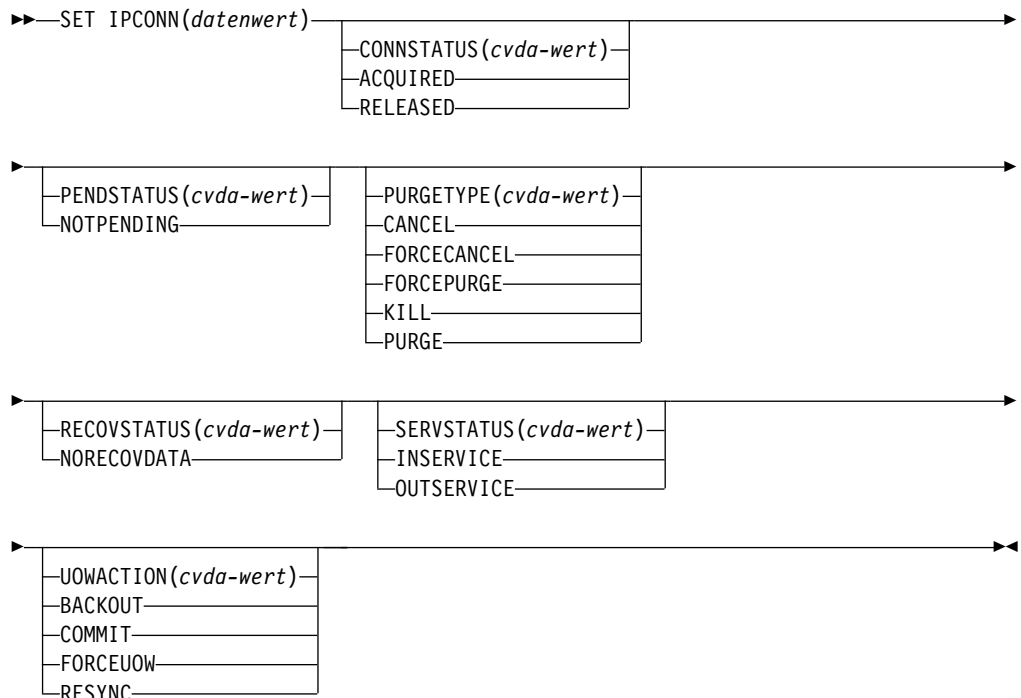 SET IPCONN(datenwert)
CONNSTATUS(cvda-wert)
ACQUIRED
RELEASED
PENDSTATUS(cvda-wert)
NOTPENDING
PURGETYPE(cvda-wert)
CANCEL
FORCECANCEL
FORCEPURGE
KILL
PURGE
RECOVSTATUS(cvda-wert)
NORECOVDATA
SERVSTATUS(cvda-wert)
INSERVICE
OUTSERVICE
UOWACTION(cvda-wert)
BACKOUT
COMMIT
FORCEUOW
RESYNC